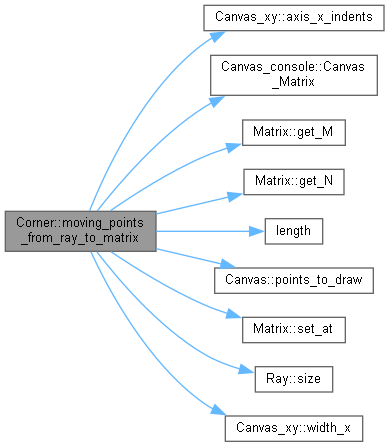 Canvas_xy::axis_x_indents
Canvas_console::Canvas
_Matrix
Matrix::get_M
Matrix::get_N
Corner::moving_points
_from_ray_to_matrix
length
Canvas::points_to_draw
Matrix::set_at
Ray::size
Canvas_xy::width_x